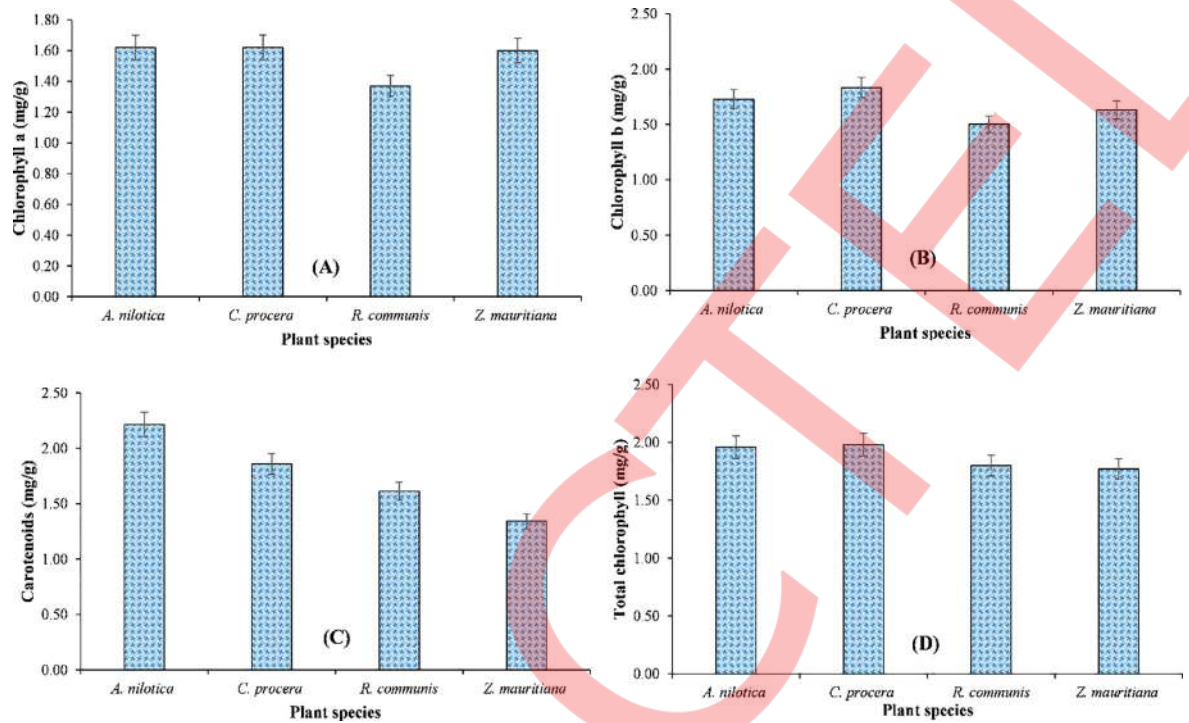 1.80
1.60
1.40
1.20
1.00
0.80
0.60
0.40
0.20
0.00
Chlorophyll a (mg/g)
(A)
A. nilotica C. procera R. communis Z. mauritiana
Plant species
2.50
2.00
1.50
1.00
0.50
0.00
Chlorophyll b (mg/g)
(B)
A. nilotica C. procera R. communis Z. mauritiana
Plant species
2.50
2.00
1.50
1.00
0.50
0.00
Carotenoids (mg/g)
(C)
A. nilotica C. procera R. communis Z. mauritiana
Plant species
2.50
2.00
1.50
1.00
0.50
0.00
Total chlorophyll (mg/g)
(D)
A. nilotica C. procera R. communis Z. mauritiana
Plant species
CTE